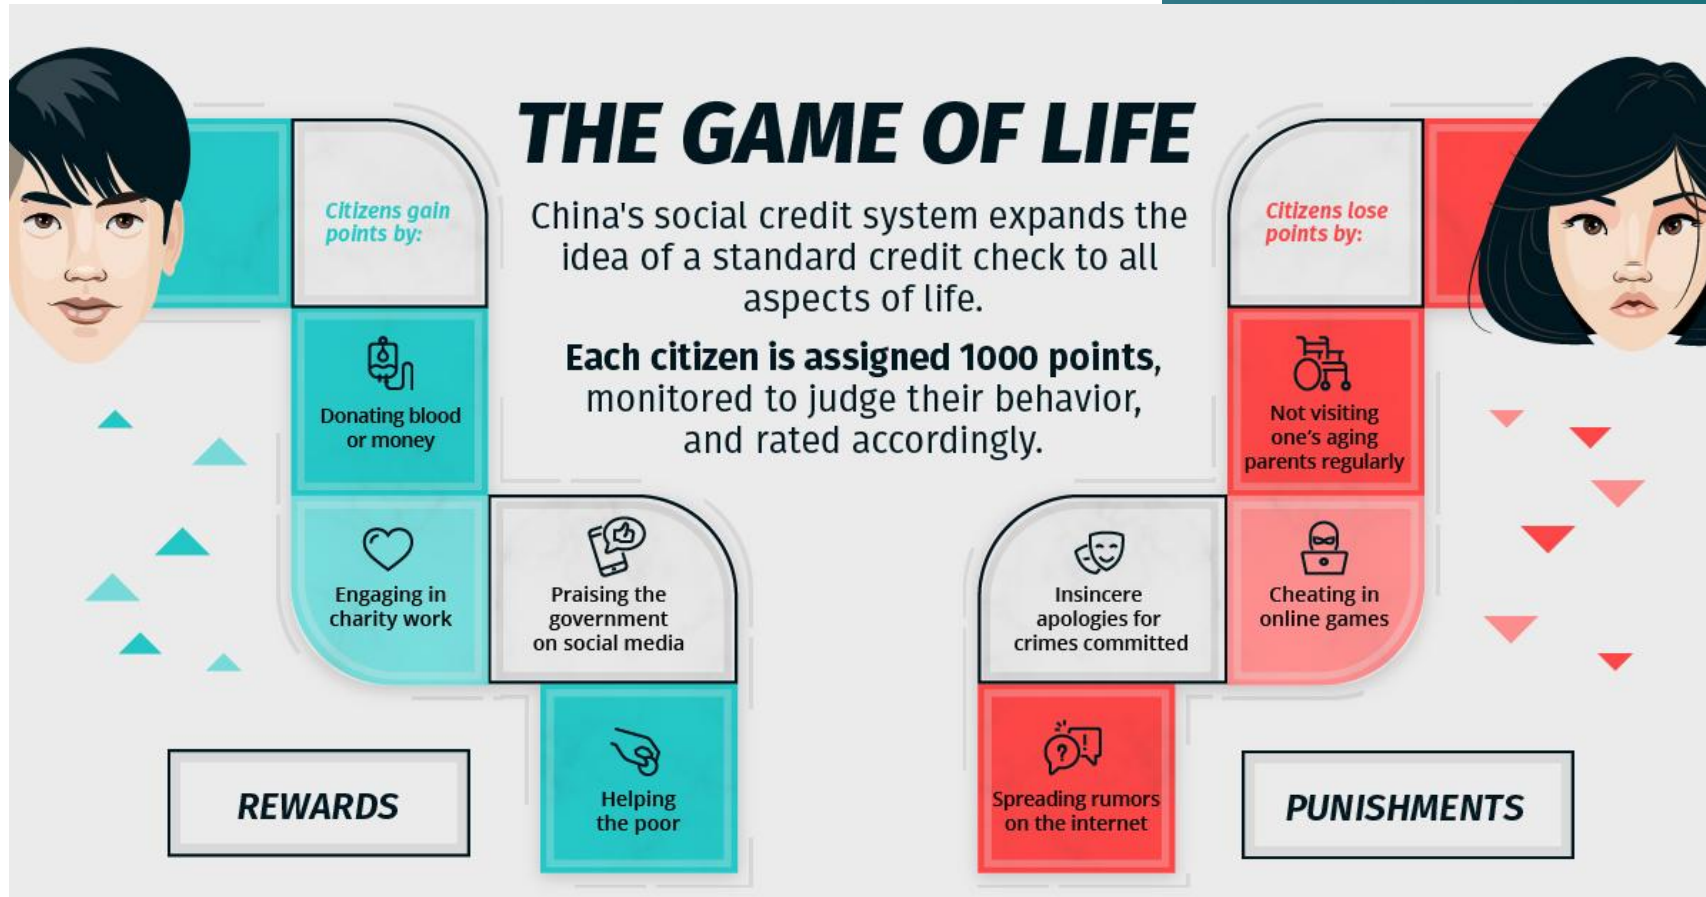 THE GAME OF LIFE
China's social credit system expands the
idea of a standard credit check to all
aspects of life.
Each citizen is assigned 1000 points,
monitored to judge their behavior,
and rated accordingly.
Citizens gain
points by:
Donating blood
or money
Engaging in
charity work
Praising the
government
on social media
Helping
the poor
REWARDS
Citizens lose
points by:
Not visiting
one's aging
parents regularly
Cheating in
online games
Insincere
apologies for
crimes committed
Spreading rumors
on the internet
PUNISHMENTS